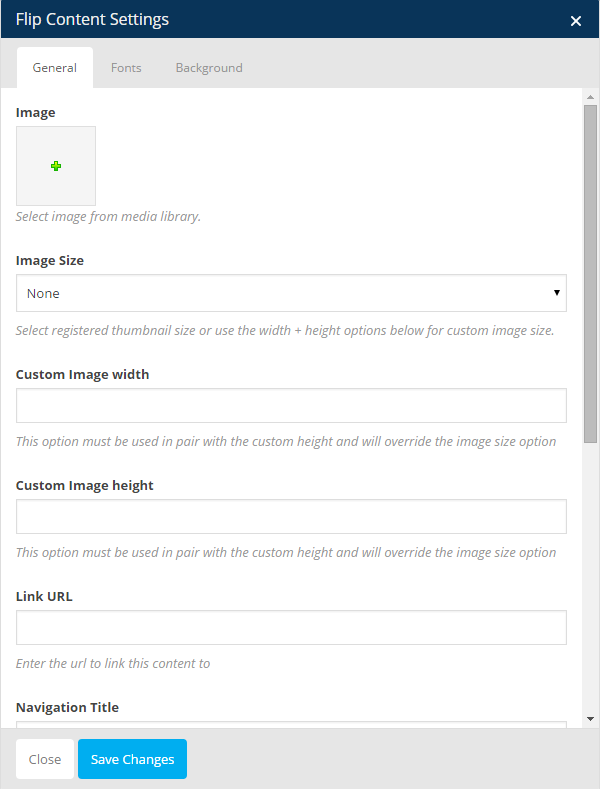 Flip Content Settings
General Fonts Background
Image
Select image from media library.
Image Size
None
Select registered thumbnail size or use the width + height options below for custom image size.
Custom Image width
This option must be used in pair with the custom height and will override the image size option
Custom Image height
This option must be used in pair with the custom height and will override the image size option
Link URL
Enter the url to link this content to
Navigation Title
Close Save Changes